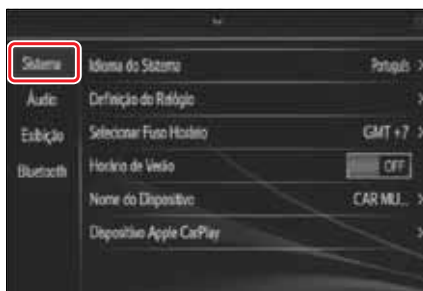 Sistema
Idioma do Sistema Português
Áudio
Definição do Relógio
Exibição
Selecionar Fuso Horário GMT +7
Bluetooth
Horário de Verão OFF
Nome do Dispositivo CAR MU...
Dispositivo Apple CarPlay